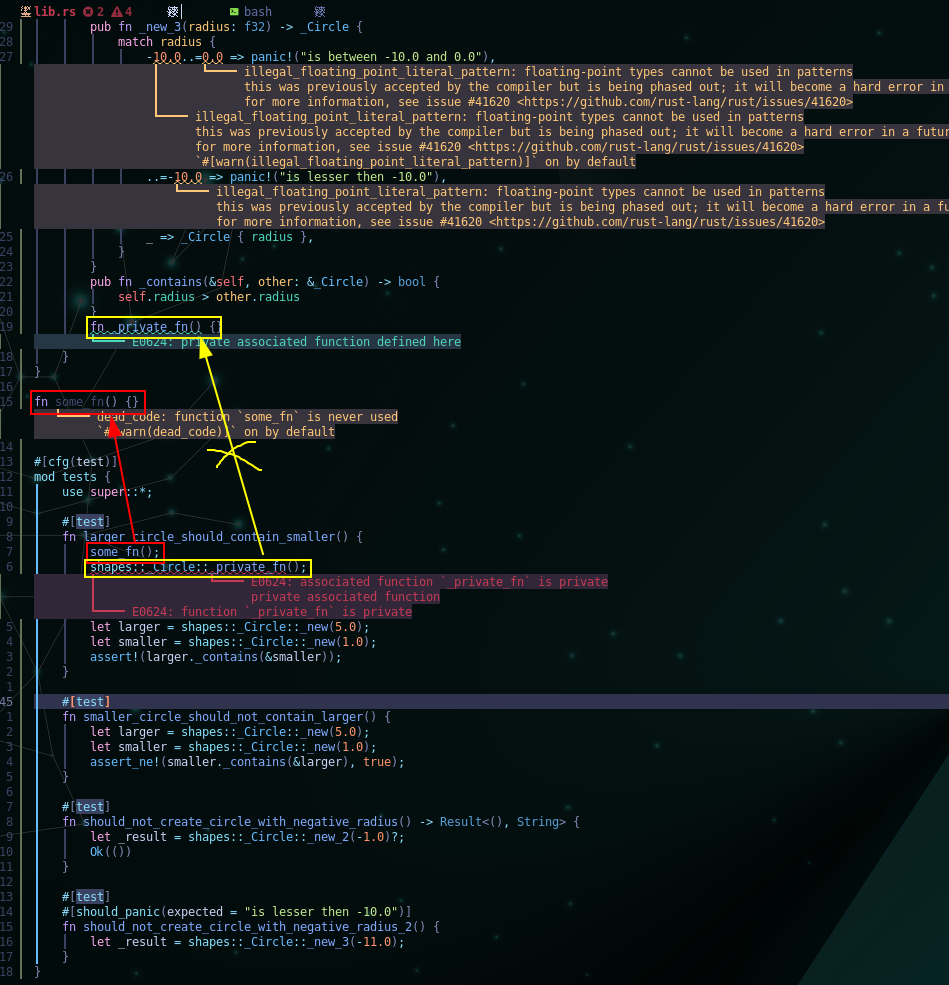 lib.rs 2 4 bash
29 pub fn _new_3(radius: f32) -> _Circle {
28 match radius {
27 -10.0..=0.0 => panic!("is between -10.0 and 0.0"),
illegal_floating_point_literal_pattern: floating-point types cannot be used in patterns
this was previously accepted by the compiler but is being phased out; it will become a hard error in
for more information, see issue #41620 <https://github.com/rust-lang/rust/issues/41620>
illegal_floating_point_literal_pattern: floating-point types cannot be used in patterns
this was previously accepted by the compiler but is being phased out; it will become a hard error in a futur
for more information, see issue #41620 <https://github.com/rust-lang/rust/issues/41620>
`#[warn(illegal_floating_point_literal_pattern)]` on by default
26 ..=-10.0 => panic!("is lesser then -10.0"),
illegal_floating_point_literal_pattern: floating-point types cannot be used in patterns
this was previously accepted by the compiler but is being phased out; it will become a hard error in a fu
for more information, see issue #41620 <https://github.com/rust-lang/rust/issues/41620>
25 _ => _Circle { radius },
24 }
23 }
22 pub fn _contains(&self, other: &_Circle) -> bool {
21 self.radius > other.radius
20 }
19 fn _private_fn() {}
E0624: private associated function defined here
18 }
17 }
16
15 fn some_fn() {}
dead_code: function `some_fn` is never used
`#[warn(dead_code)]` on by default
14
13 #[cfg(test)]
12 mod tests {
11 use super::*;
10
9 #[test]
8 fn larger_circle_should_contain_smaller() {
7 some_fn();
6 shapes::_Circle::_private_fn();
E0624: associated function `_private_fn` is private
private associated function
E0624: function `_private_fn` is private
5 let larger = shapes::_Circle::_new(5.0);
4 let smaller = shapes::_Circle::_new(1.0);
3 assert!(larger._contains(&smaller));
2 }
1
45 #[test]
1 fn smaller_circle_should_not_contain_larger() {
2 let larger = shapes::_Circle::_new(5.0);
3 let smaller = shapes::_Circle::_new(1.0);
4 assert_ne!(smaller._contains(&larger), true);
5 }
6
7 #[test]
8 fn should_not_create_circle_with_negative_radius() -> Result<(), String> {
9 let _result = shapes::_Circle::_new_2(-1.0)?;
10 Ok(())
11 }
12
13 #[test]
14 #[should_panic(expected = "is lesser then -10.0")]
15 fn should_not_create_circle_with_negative_radius_2() {
16 let _result = shapes::_Circle::_new_3(-11.0);
17 }
18 }